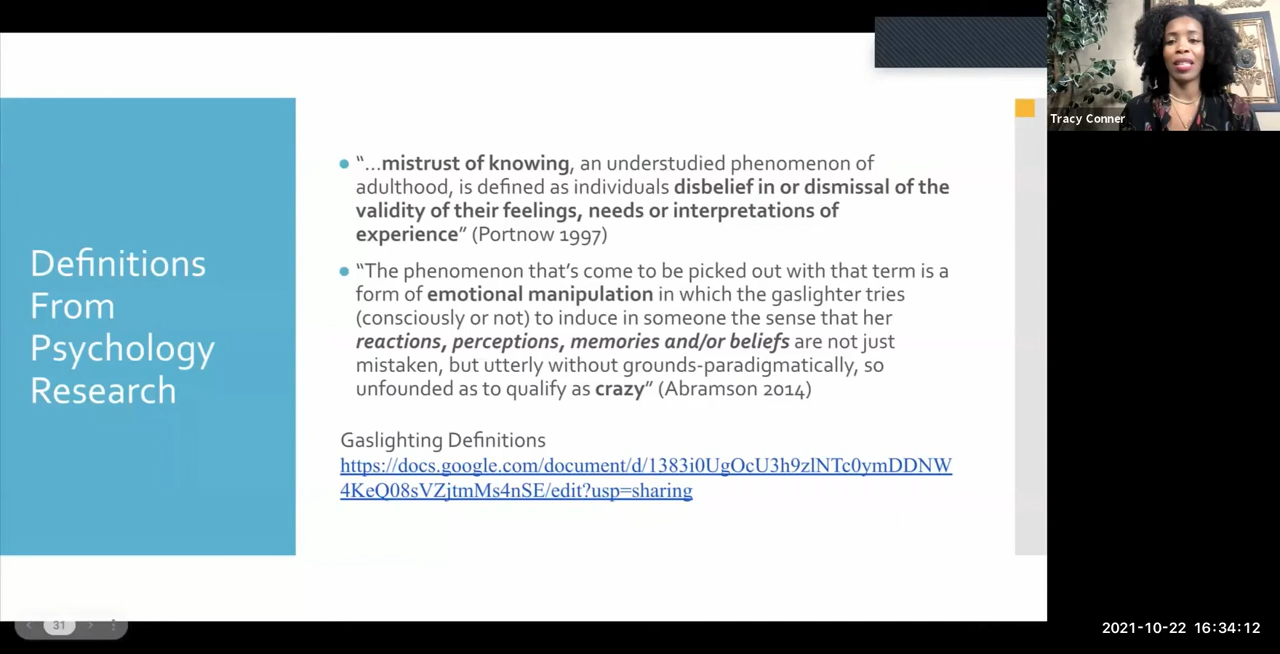 Tracy Conner
Definitions
From
Psychology
Research
“…mistrust of knowing, an understudied phenomenon of
adulthood, is defined as individuals disbelief in or dismissal of the
validity of their feelings, needs or interpretations of
experience” (Portnow 1997)
“The phenomenon that’s come to be picked out with that term is a
form of emotional manipulation in which the gaslighter tries
(consciously or not) to induce in someone the sense that her
reactions, perceptions, memories and/or beliefs are not just
mistaken, but utterly without grounds-paradigmatically, so
unfounded as to qualify as crazy” (Abramson 2014)
Gaslighting Definitions
https://docs.google.com/document/d/1383i0UgOcU3h9zlNTc0ymDDNW
4KeQ08sVZjtmMs4nSE/edit?usp=sharing
31
2021-10-22 16:34:12